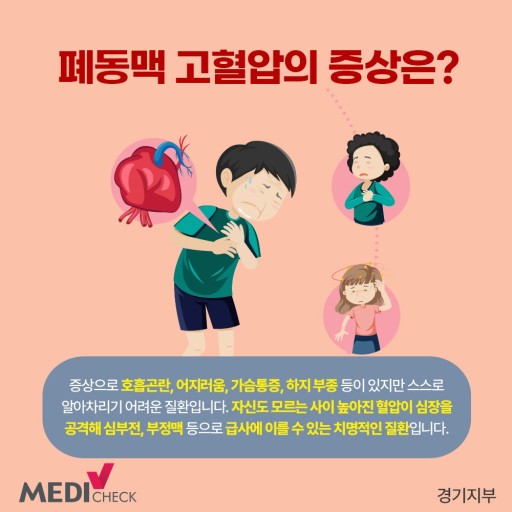 폐동맥 고혈압의 증상은?
증상으로 호흡곤란, 어지러움, 가슴통증, 하지 부종 등이 있지만 스스로
알아차리기 어려운 질환입니다. 자신도 모르는 사이 높아진 혈압이 심장을
공격해 심부전, 부정맥 등으로 급사에 이를 수 있는 치명적인 질환입니다.
MEDI CHECK
경기지부